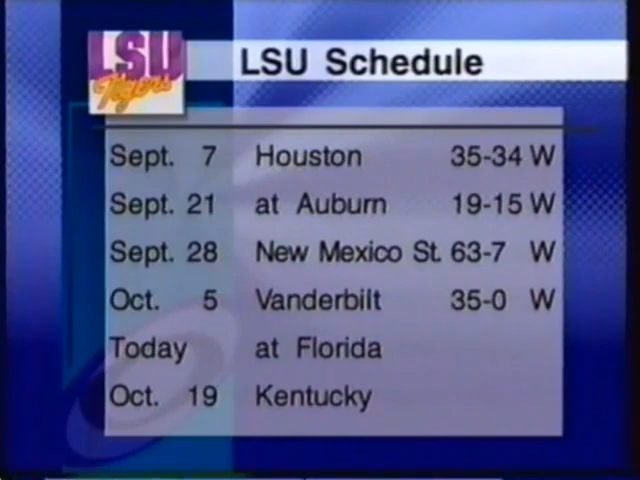 LSU
Tigers
LSU Schedule
Sept. 7 Houston 35-34 W
Sept. 21 at Auburn 19-15 W
Sept. 28 New Mexico St. 63-7 W
Oct. 5 Vanderbilt 35-0 W
Today at Florida
Oct. 19 Kentucky